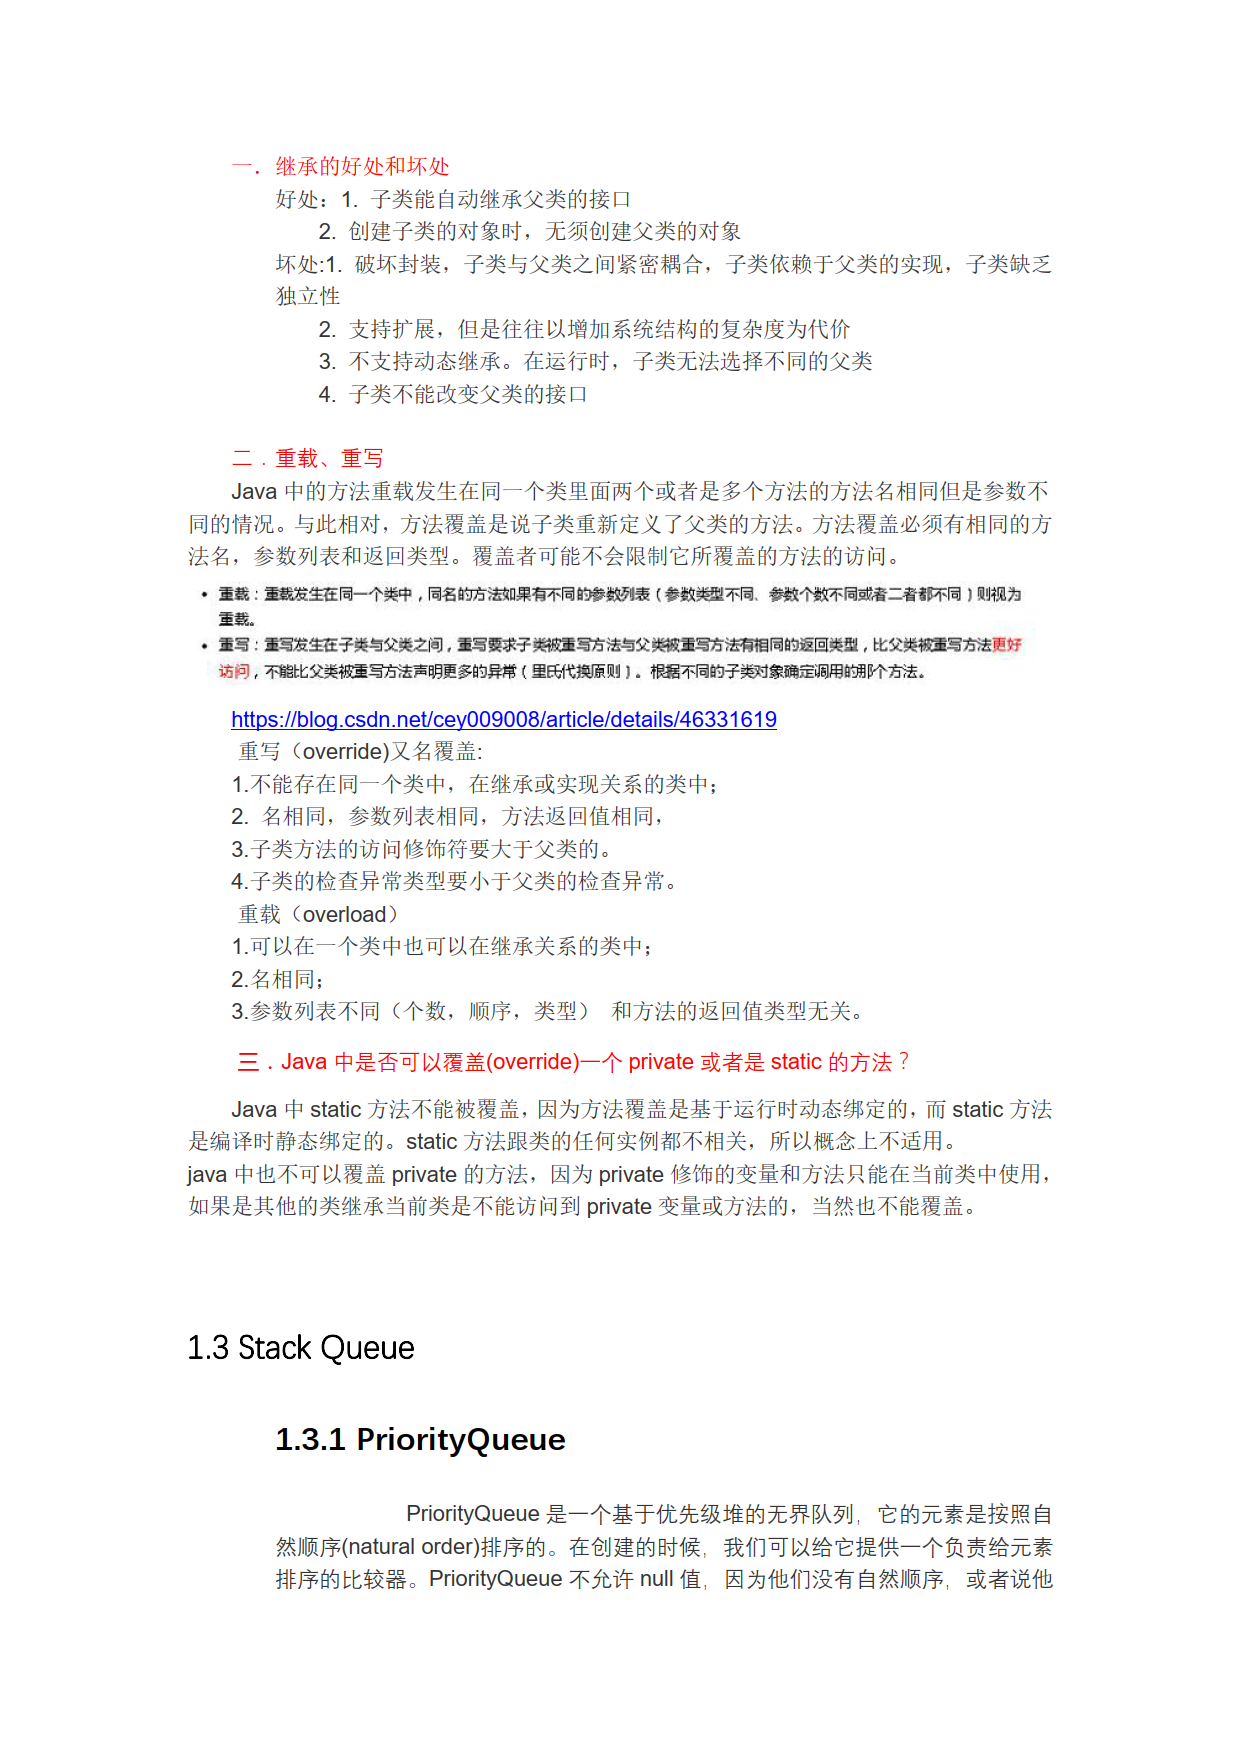 一．继承的好处和坏处
好处：1. 子类能自动继承父类的接口
2. 创建子类的对象时，无须创建父类的对象
坏处:1. 破坏封装，子类与父类之间紧密耦合，子类依赖于父类的实现，子类缺乏
独立性
2. 支持扩展，但是往往以增加系统结构的复杂度为代价
3. 不支持动态继承。在运行时，子类无法选择不同的父类
4. 子类不能改变父类的接口
二．重载、重写
Java 中的方法重载发生在同一个类里面两个或者是多个方法的方法名相同但是参数不
同的情况。与此相对，方法覆盖是说子类重新定义了父类的方法。方法覆盖必须有相同的方
法名，参数列表和返回类型。覆盖者可能不会限制它所覆盖的方法的访问。
• 重载：重载发生在同一个类中，同名的方法如果有不同的参数列表（参数类型不同、参数个数不同或者二者都不同）则视为
重载。
• 重写：重写发生在子类与父类之间，重写要求子类被重写方法与父类被重写方法有相同的返回类型，比父类被重写方法更好
访问，不能比父类被重写方法声明更多的异常（里氏代换原则）。根据不同的子类对象确定调用的那个方法。
https://blog.csdn.net/cey009008/article/details/46331619
重写（override)又名覆盖:
1.不能存在同一个类中，在继承或实现关系的类中；
2. 名相同，参数列表相同，方法返回值相同，
3.子类方法的访问修饰符要大于父类的。
4.子类的检查异常类型要小于父类的检查异常。
重载（overload）
1.可以在一个类中也可以在继承关系的类中；
2.名相同；
3.参数列表不同（个数，顺序，类型） 和方法的返回值类型无关。
三．Java 中是否可以覆盖(override)一个 private 或者是 static 的方法？
Java 中 static 方法不能被覆盖，因为方法覆盖是基于运行时动态绑定的，而 static 方法
是编译时静态绑定的。static 方法跟类的任何实例都不相关，所以概念上不适用。
java 中也不可以覆盖 private 的方法，因为 private 修饰的变量和方法只能在当前类中使用，
如果是其他的类继承当前类是不能访问到 private 变量或方法的，当然也不能覆盖。
1.3 Stack Queue
1.3.1 PriorityQueue
PriorityQueue 是一个基于优先级堆的无界队列，它的元素是按照自
然顺序(natural order)排序的。在创建的时候，我们可以给它提供一个负责给元素
排序的比较器。PriorityQueue 不允许 null 值，因为他们没有自然顺序，或者说他